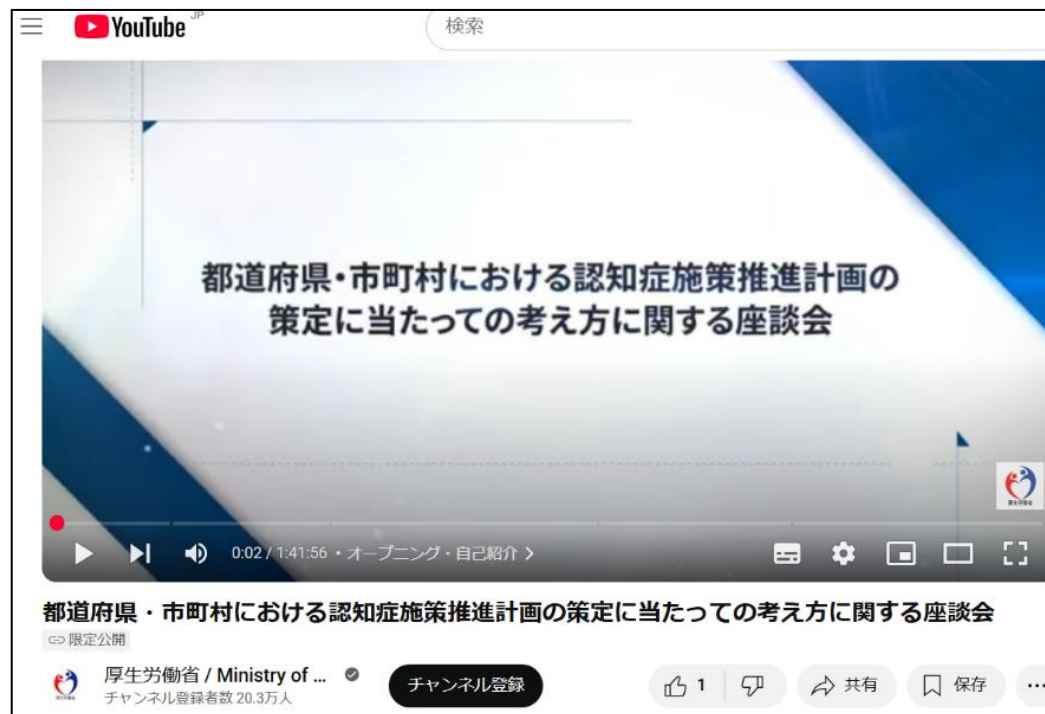 YouTube JP
検索
都道府県・市町村における認知症施策推進計画の
策定に当たっての考え方に関する座談会
厚生労働省
0:02 / 1:41:56 • オープニング・自己紹介 >
都道府県・市町村における認知症施策推進計画の策定に当たっての考え方に関する座談会
限定公開
厚生労働省 / Ministry of ...
チャンネル登録者数 20.3万人
チャンネル登録
1
共有
保存